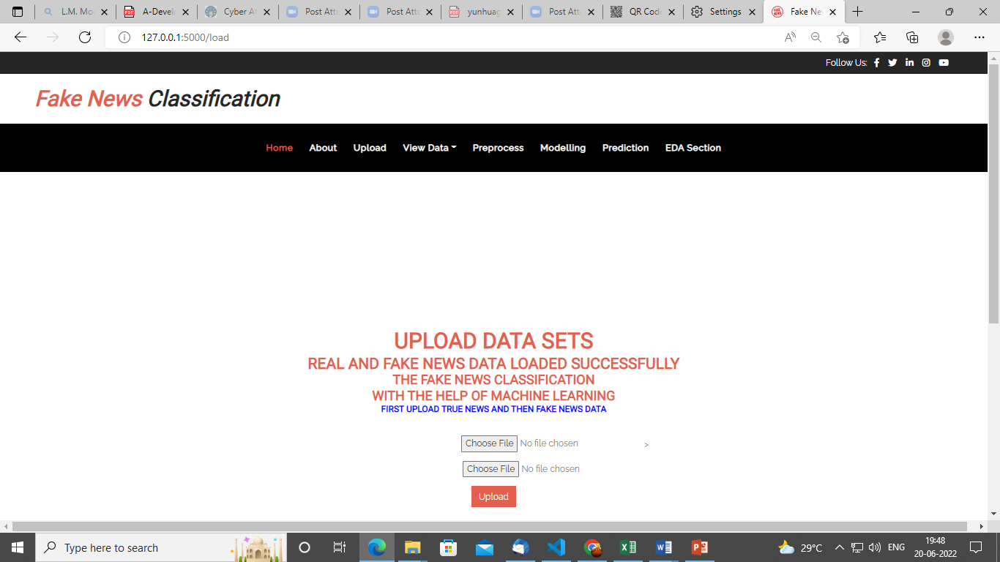 L.M. Mo
A-Develo
Cyber At
Post Atte
Post Atte
yunhuag
Post Atte
QR Code
Settings
Fake Ne
127.0.0.1:5000/load
Follow Us:
Fake News Classification
Home About Upload View Data Preprocess Modelling Prediction EDA Section
UPLOAD DATA SETS
REAL AND FAKE NEWS DATA LOADED SUCCESSFULLY
THE FAKE NEWS CLASSIFICATION
WITH THE HELP OF MACHINE LEARNING
FIRST UPLOAD TRUE NEWS AND THEN FAKE NEWS DATA
Choose File No file chosen >
Choose File No file chosen
Upload
Type here to search
29°C
ENG
19:48
20-06-2022